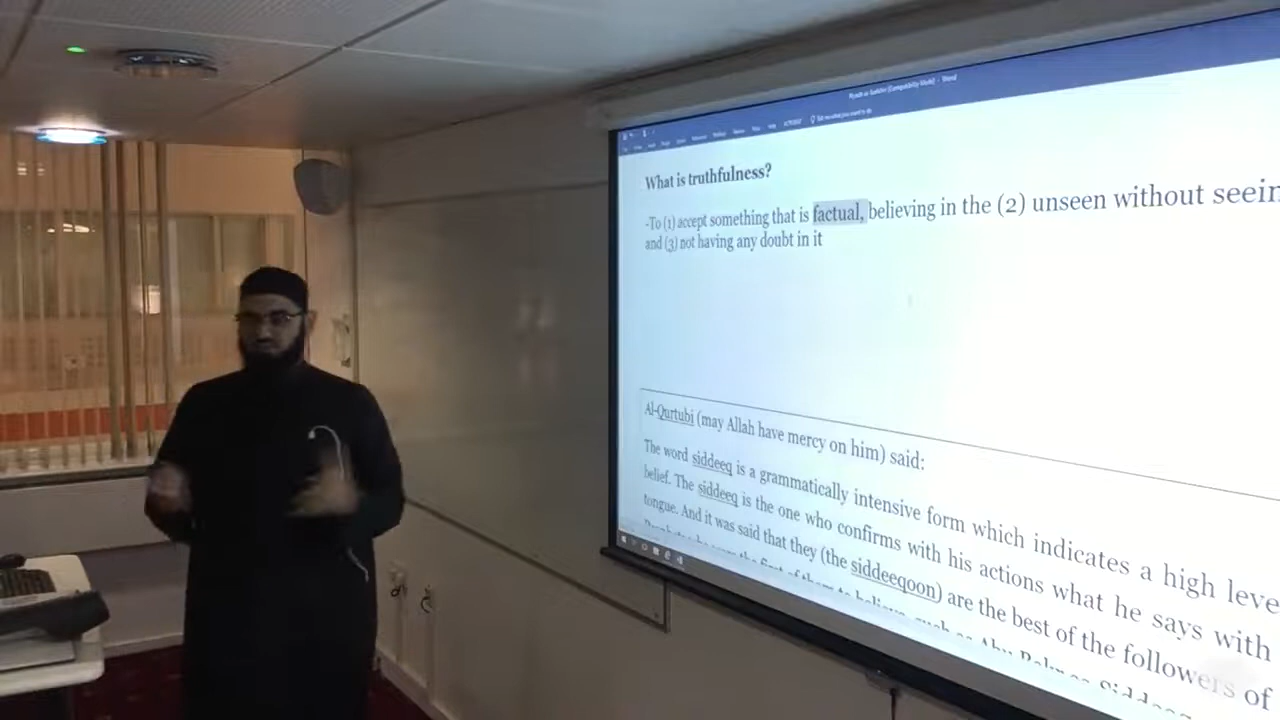 What is truthfulness?
-To (1) accept something that is factual, believing in the (2) unseen without seein
and (3) not having any doubt in it
Al-Qurtubi (may Allah have mercy on him) said:
The word siddeeq is a grammatically intensive form which indicates a high leve
belief. The siddeeq is the one who confirms with his actions what he says with
tongue. And it was said that they (the siddeeqoon) are the best of the followers of